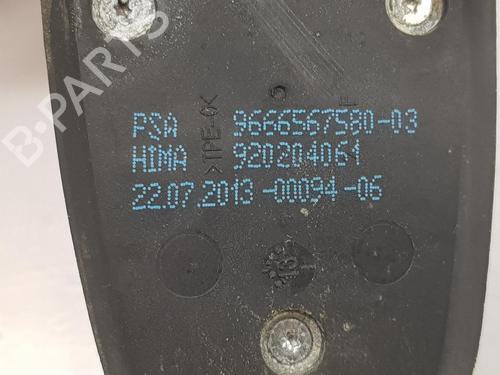 PSA 9666567580-03
HIMA 920204061
22.07.2013-00094-06
>TPE-O<
B-PARTS